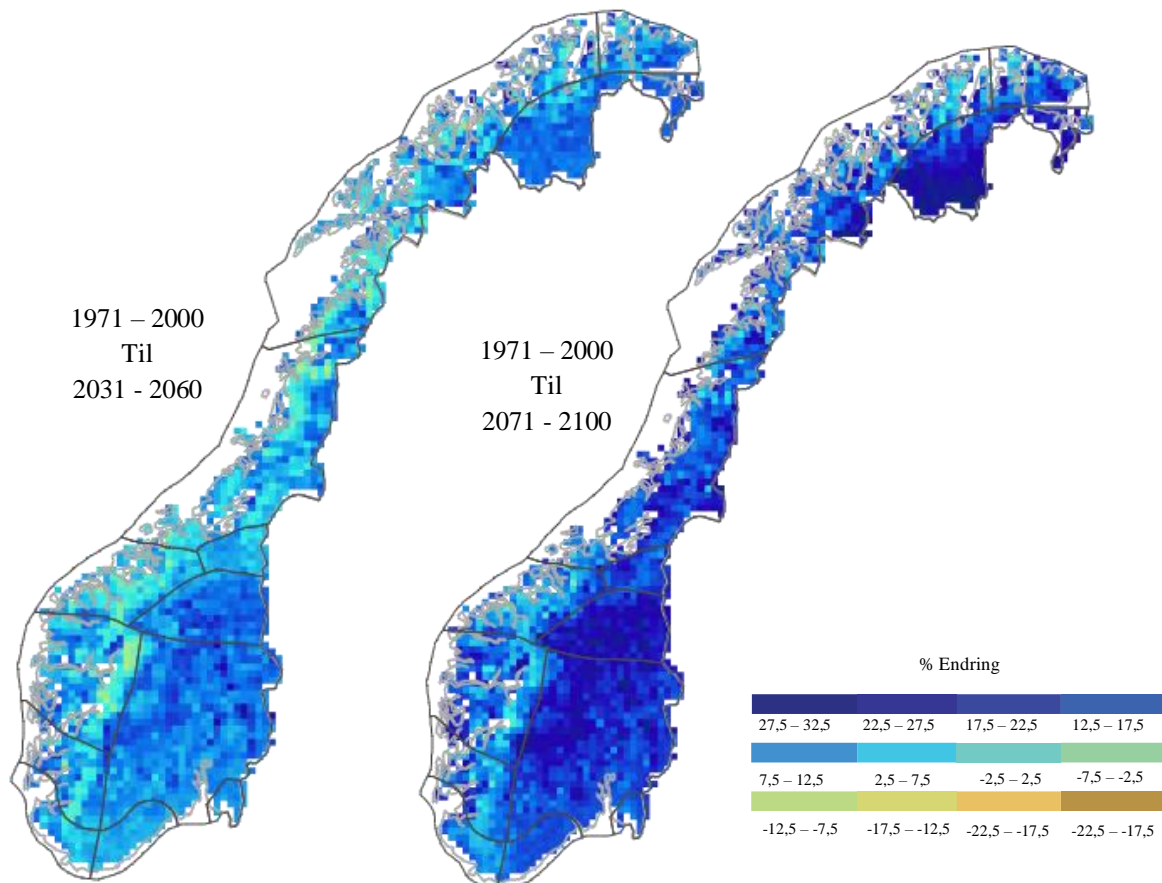 1971 – 2000
Til
2031 - 2060
1971 – 2000
Til
2071 - 2100
% Endring
27,5 – 32,5 22,5 – 27,5 17,5 – 22,5 12,5 – 17,5
7,5 – 12,5 2,5 – 7,5 -2,5 – 2,5 -7,5 – -2,5
-12,5 – -7,5 -17,5 – -12,5 -22,5 – -17,5 -22,5 – -17,5